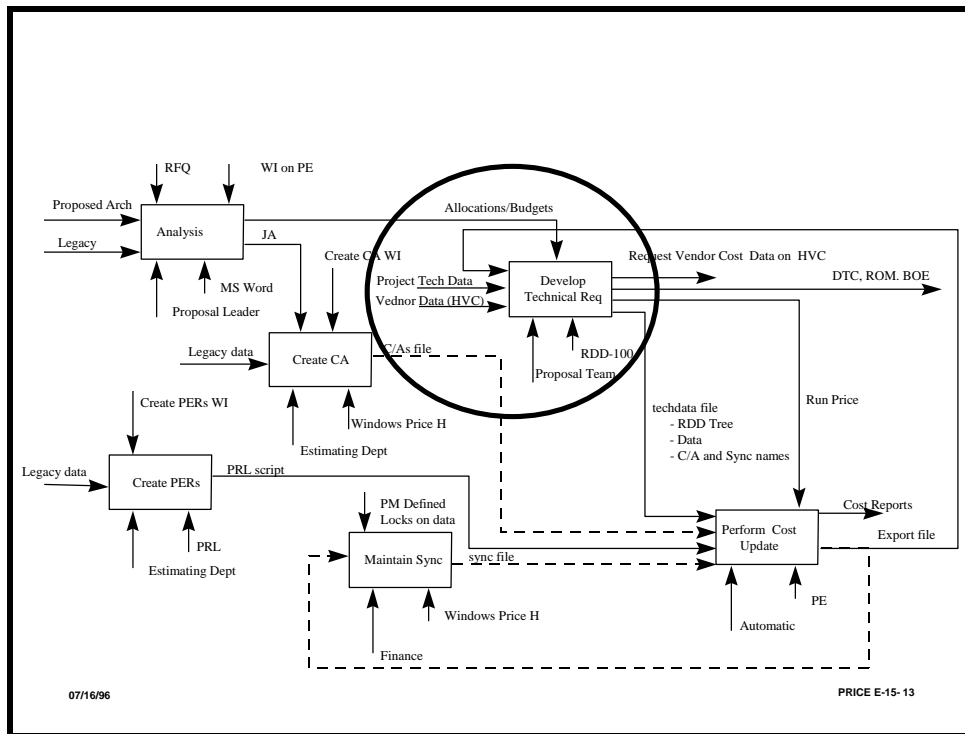 RFQ
WI on PE
Proposed Arch
Analysis
Legacy
JA
MS Word
Proposal Leader
Allocations/Budgets
Create CA WI
Project Tech Data
Vednor Data (HVC)
Develop
Technical Req
Request Vendor Cost Data on HVC
DTC, ROM. BOE
RDD-100
Proposal Team
Legacy data
Create CA
C/As file
Windows Price H
Estimating Dept
Create PERs WI
Legacy data
Create PERs
PRL script
PRL
Estimating Dept
techdata file
- RDD Tree
- Data
- C/A and Sync names
Run Price
PM Defined
Locks on data
Maintain Sync
sync file
Windows Price H
Finance
Perform Cost
Update
Cost Reports
Export file
PE
Automatic
07/16/96
PRICE E-15- 13